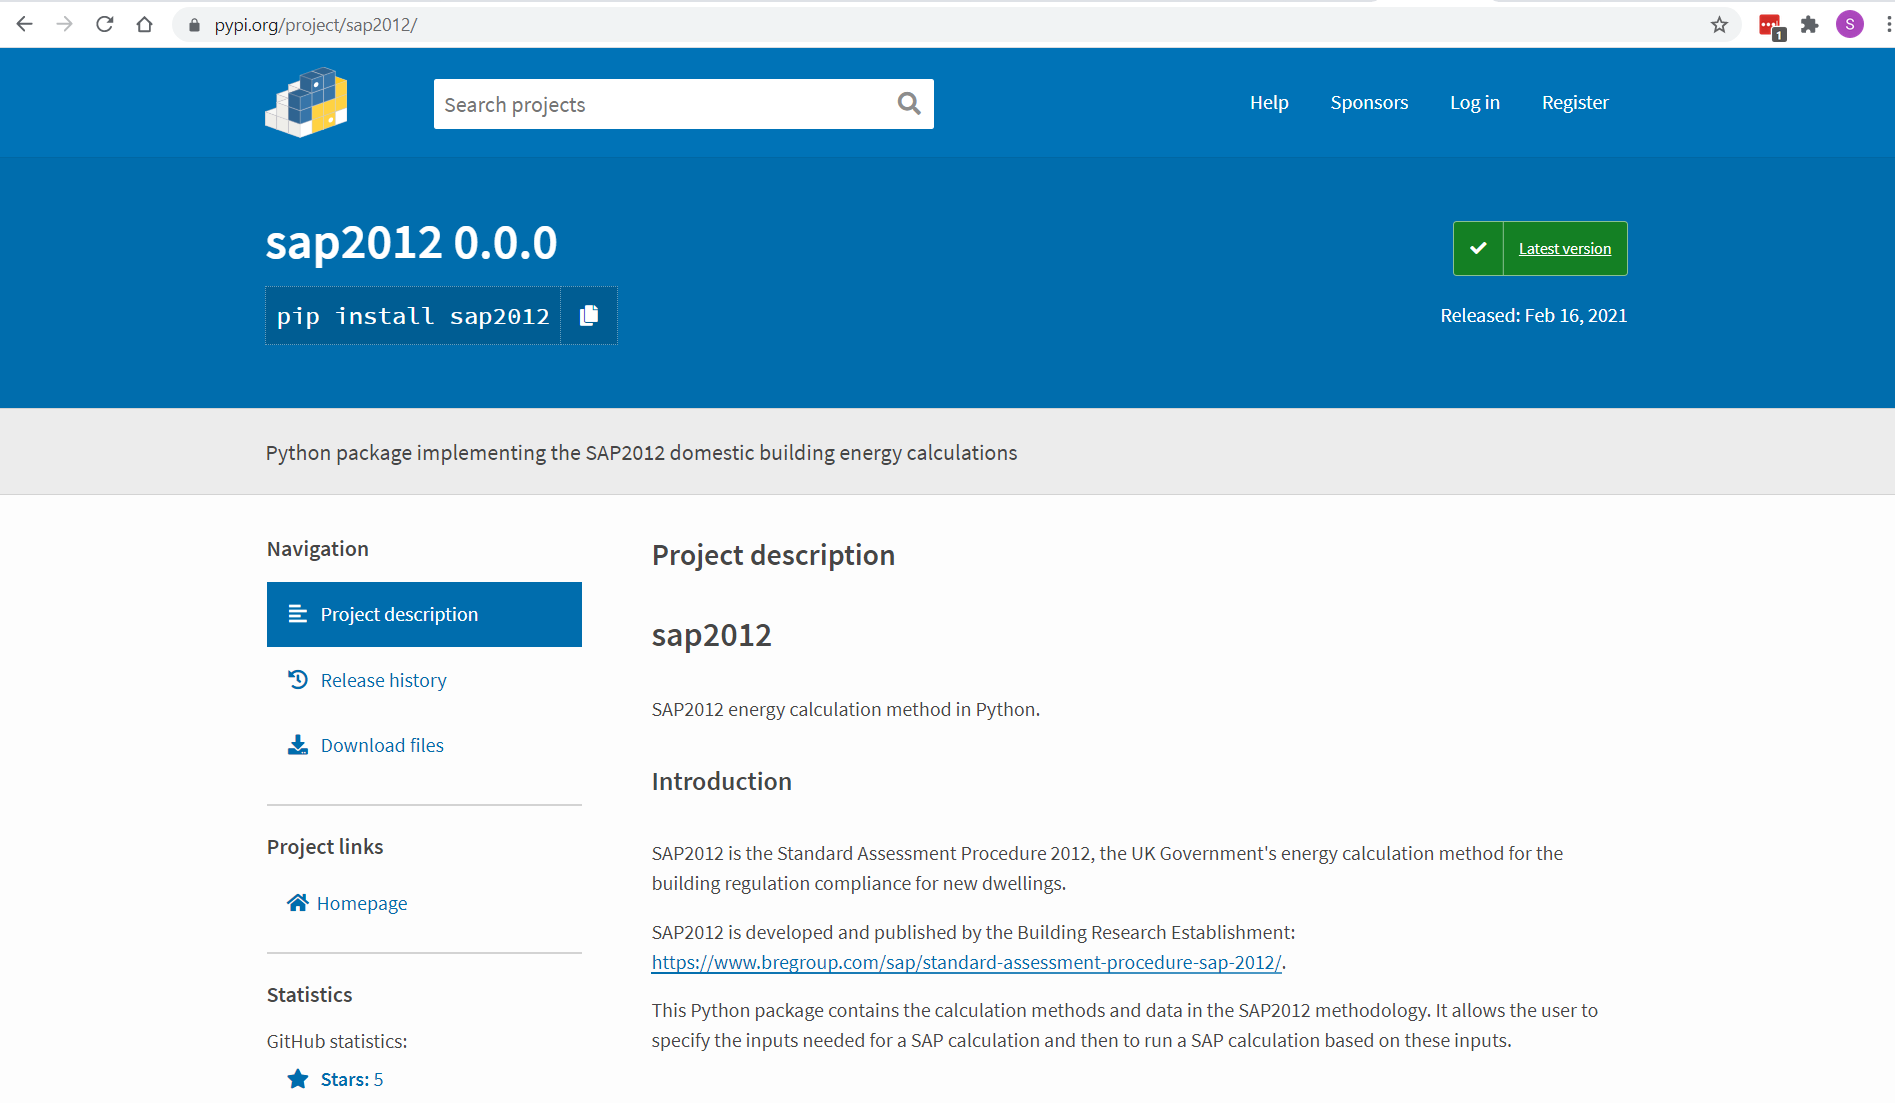 pypi.org/project/sap2012/
1
S
Search projects
Help
Sponsors
Log in
Register
sap2012 0.0.0
Latest version
pip install sap2012
Released: Feb 16, 2021
Python package implementing the SAP2012 domestic building energy calculations
Navigation
Project description
Release history
Download files
Project links
Homepage
Statistics
GitHub statistics:
Stars: 5
Project description
sap2012
SAP2012 energy calculation method in Python.
Introduction
SAP2012 is the Standard Assessment Procedure 2012, the UK Government's energy calculation method for the
building regulation compliance for new dwellings.
SAP2012 is developed and published by the Building Research Establishment:
https://www.bregroup.com/sap/standard-assessment-procedure-sap-2012/.
This Python package contains the calculation methods and data in the SAP2012 methodology. It allows the user to
specify the inputs needed for a SAP calculation and then to run a SAP calculation based on these inputs.